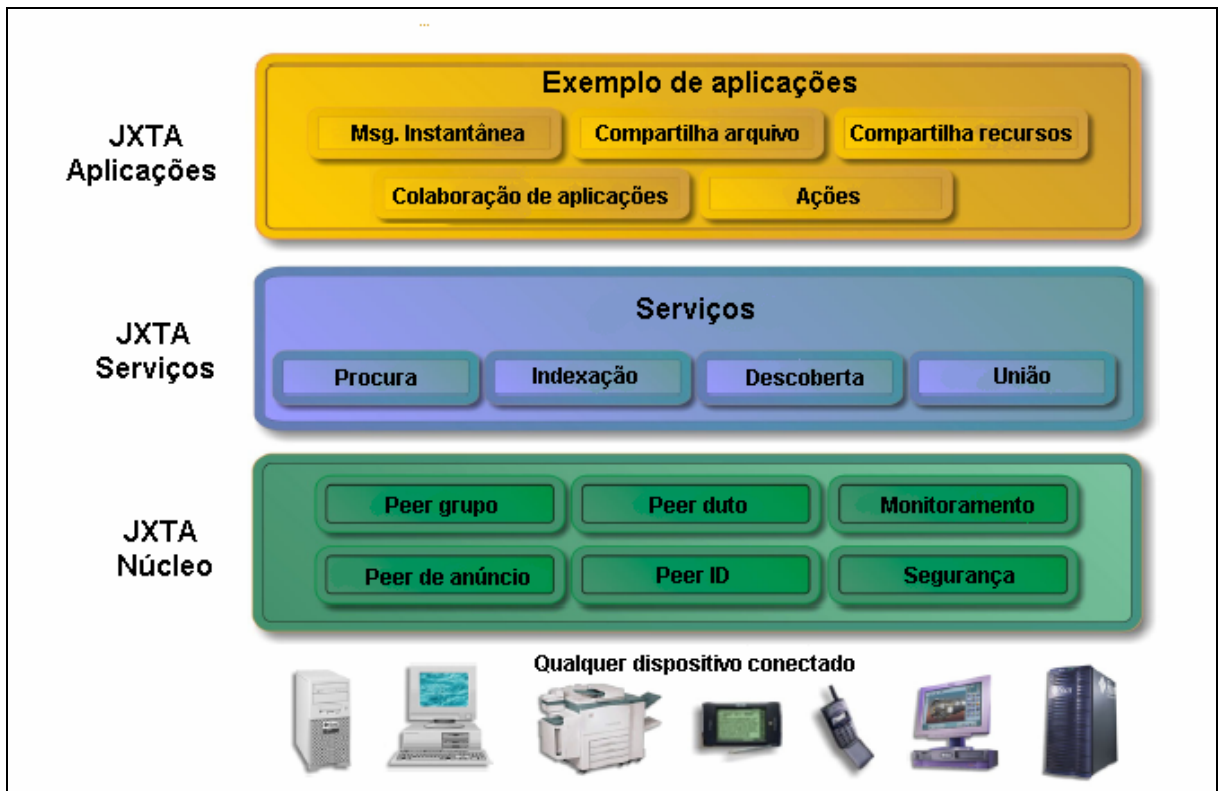 ...
Exemplo de aplicações
JXTA
Aplicações
Msg. Instantânea
Compartilha arquivo
Compartilha recursos
Colaboração de aplicações
Ações
JXTA
Serviços
Serviços
Procura
Indexação
Descoberta
União
JXTA
Núcleo
Peer grupo
Peer duto
Monitoramento
Peer de anúncio
Peer ID
Segurança
Qualquer dispositivo conectado